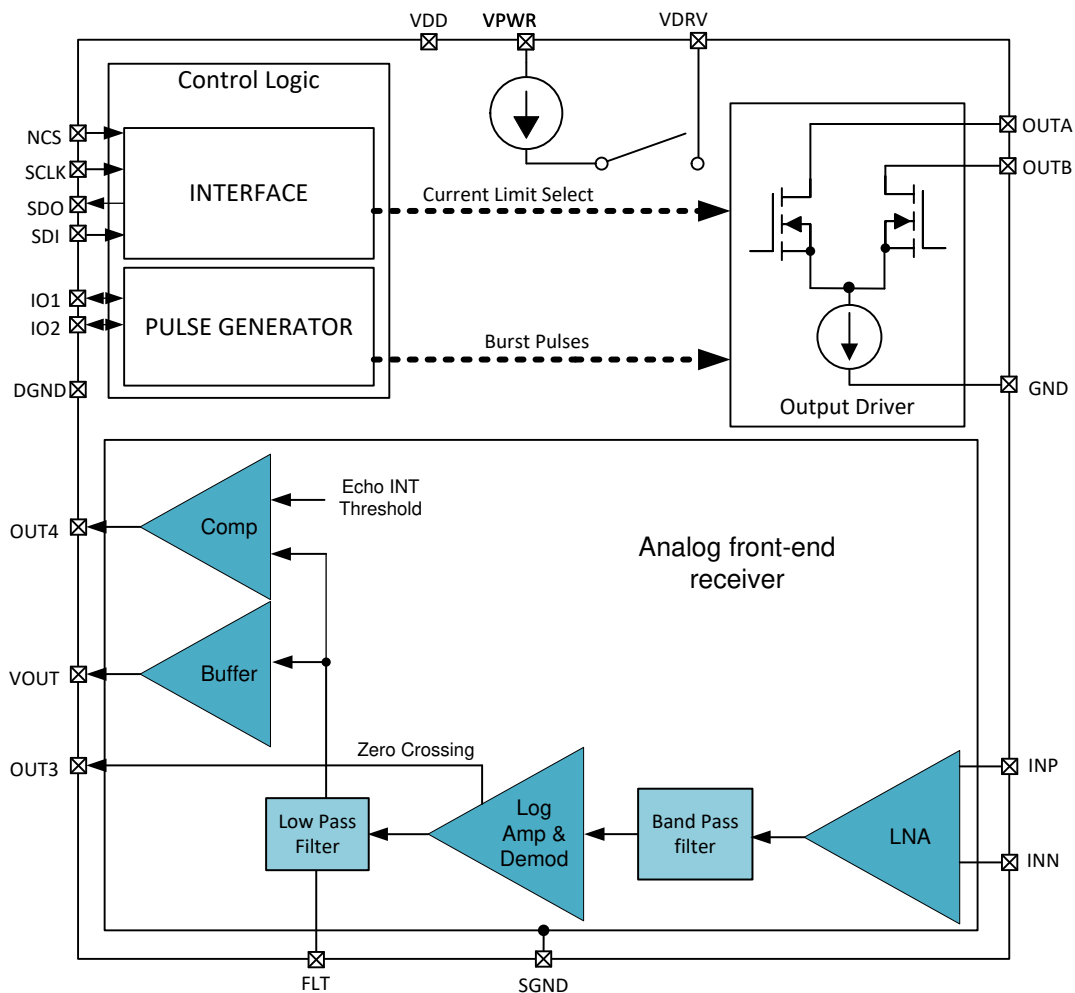 VDD
VPWR
VDRV
Control Logic
NCS
SCLK
SDO
SDI
INTERFACE
Current Limit Select
OUTA
OUTB
IO1
IO2
PULSE GENERATOR
Burst Pulses
DGND
GND
Output Driver
Echo INT
Threshold
Comp
OUT4
Analog front-end
receiver
Buffer
VOUT
Zero Crossing
OUT3
INP
Low Pass
Filter
Log
Amp &
Demod
Band Pass
filter
LNA
INN
FLT
SGND